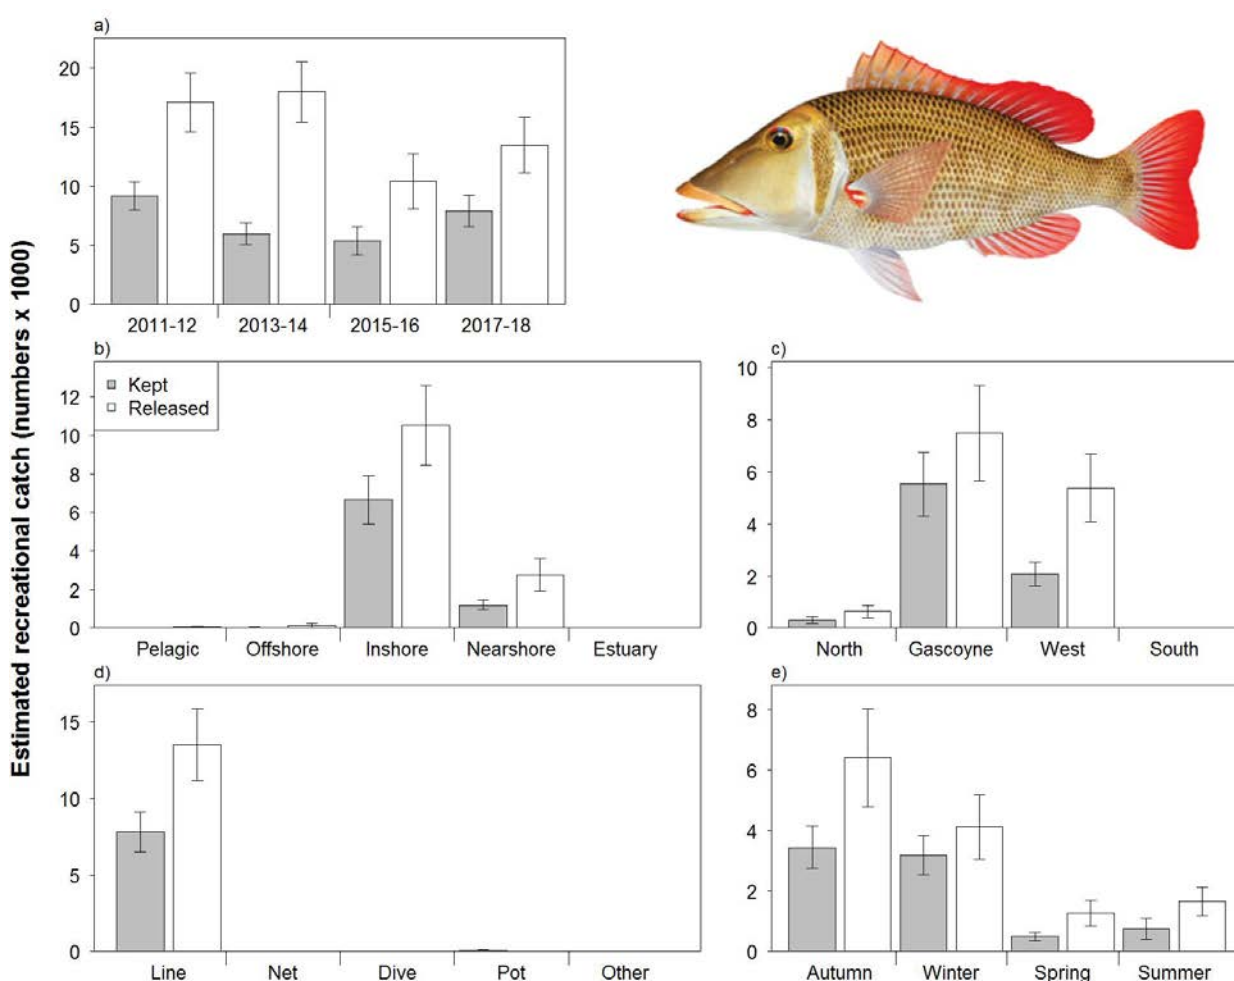 Estimated recreational catch (numbers x 1000)
a)
20
15
10
5
0
2011-12 2013-14 2015-16 2017-18
b)
Kept
Released
12
10
8
6
4
2
0
Pelagic Offshore Inshore Nearshore Estuary
c)
10
8
6
4
2
0
North Gascoyne West South
d)
15
10
5
0
Line Net Dive Pot Other
e)
8
6
4
2
0
Autumn Winter Spring Summer